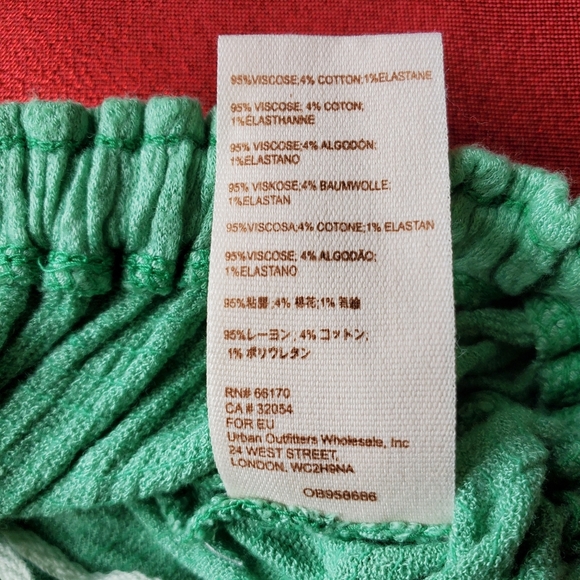 95%VISCOSE;4% COTTON;1%ELASTANE
95% VISCOSE; 4% COTON;
1%ÉLASTHANNE
95% VISCOSE;4% ALGODÓN;
1%ELASTANO
95% VISKOSE;4% BAUMWOLLE;
1%ELASTAN
95%VISCOSA;4% COTONE;1% ELASTAN
95%VISCOSE; 4% ALGODÃO;
1%ELASTANO
95%粘膠;4% 棉花;1% 氨綸
95%レーヨン, 4% コットン;
1% ポリウレタン
RN# 66170
CA # 32054
FOR EU
Urban Outfitters Wholesale, Inc
24 WEST STREET,
LONDON, WC2H9NA
OB958686